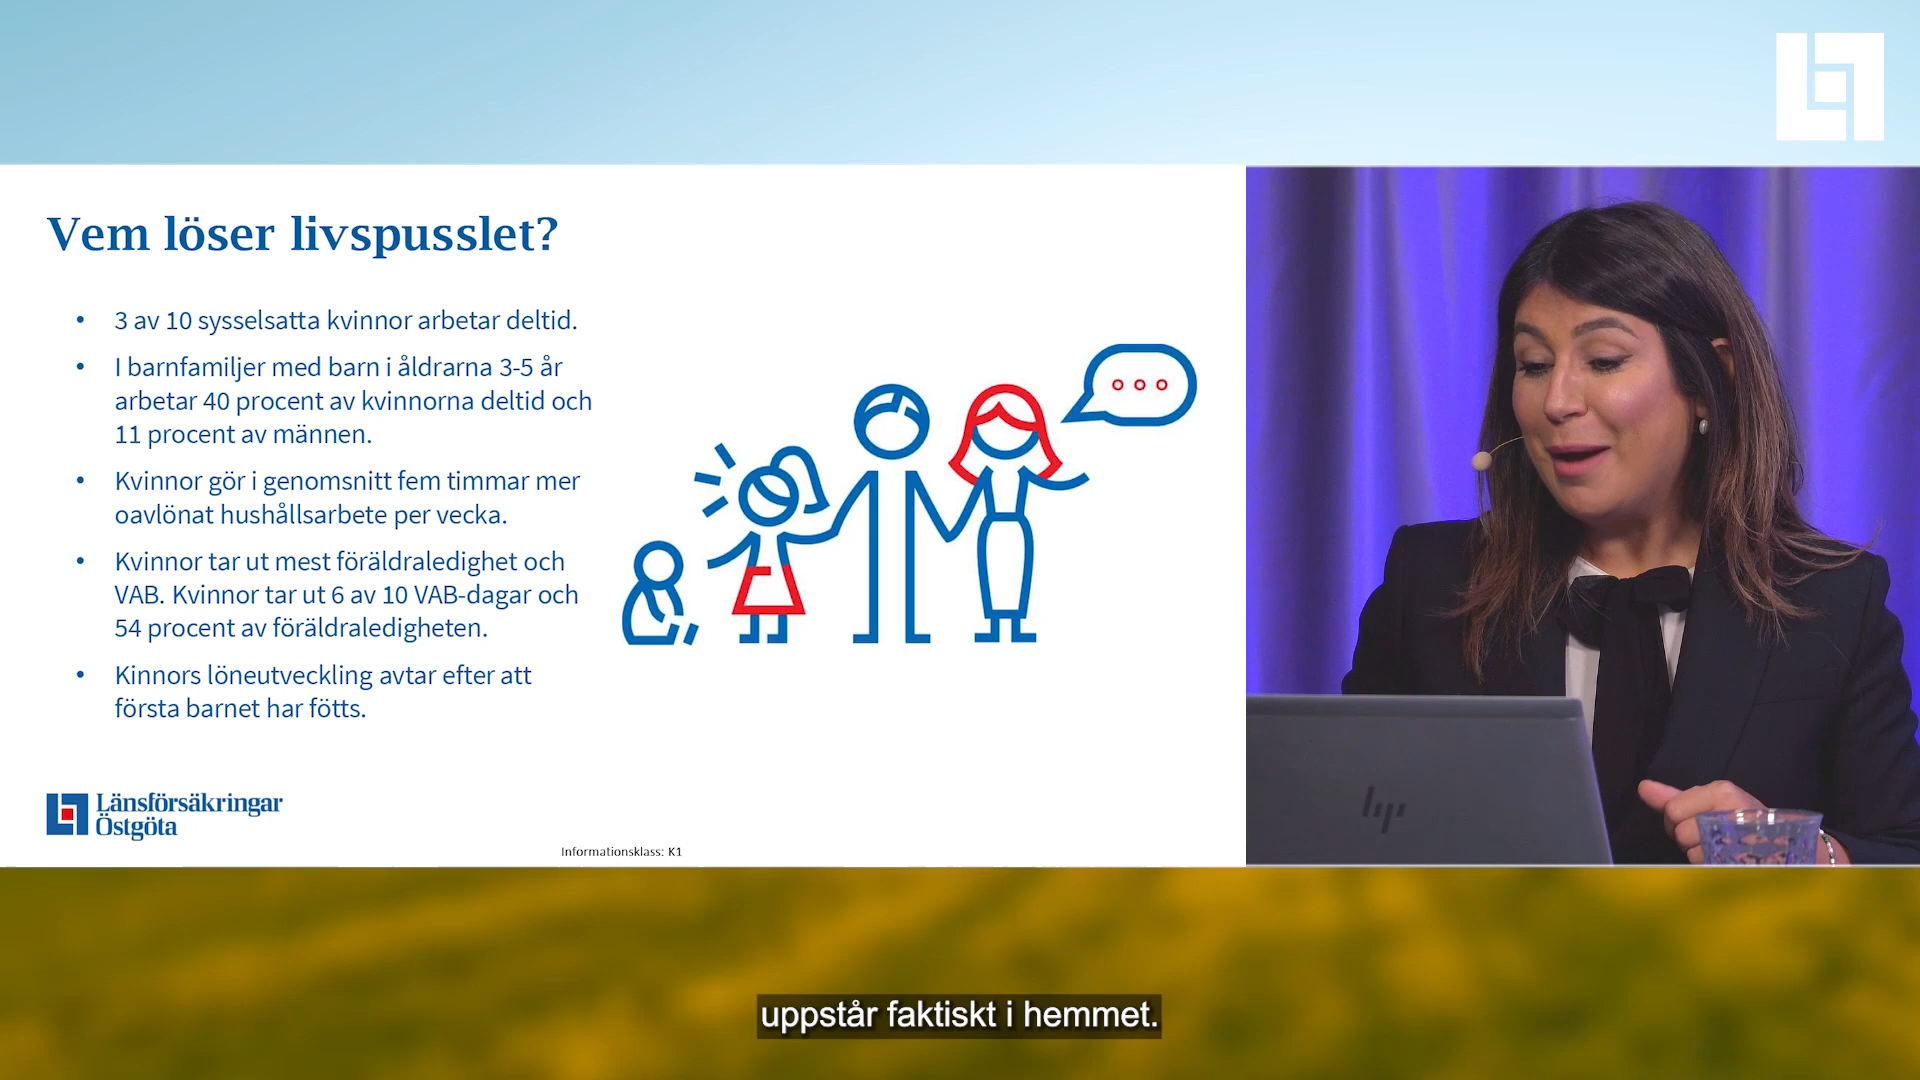 Vem löser livspusslet?
• 3 av 10 sysselsatta kvinnor arbetar deltid.
• I barnfamiljer med barn i åldrarna 3-5 år
arbetar 40 procent av kvinnorna deltid och
11 procent av männen.
• Kvinnor gör i genomsnitt fem timmar mer
oavlönat hushållsarbete per vecka.
• Kvinnor tar ut mest föräldraledighet och
VAB. Kvinnor tar ut 6 av 10 VAB-dagar och
54 procent av föräldraledigheten.
• Kinnors löneutveckling avtar efter att
första barnet har fötts.
Länsförsäkringar
Östgöta
Informationsklass: K1
hp
uppstår faktiskt i hemmet.